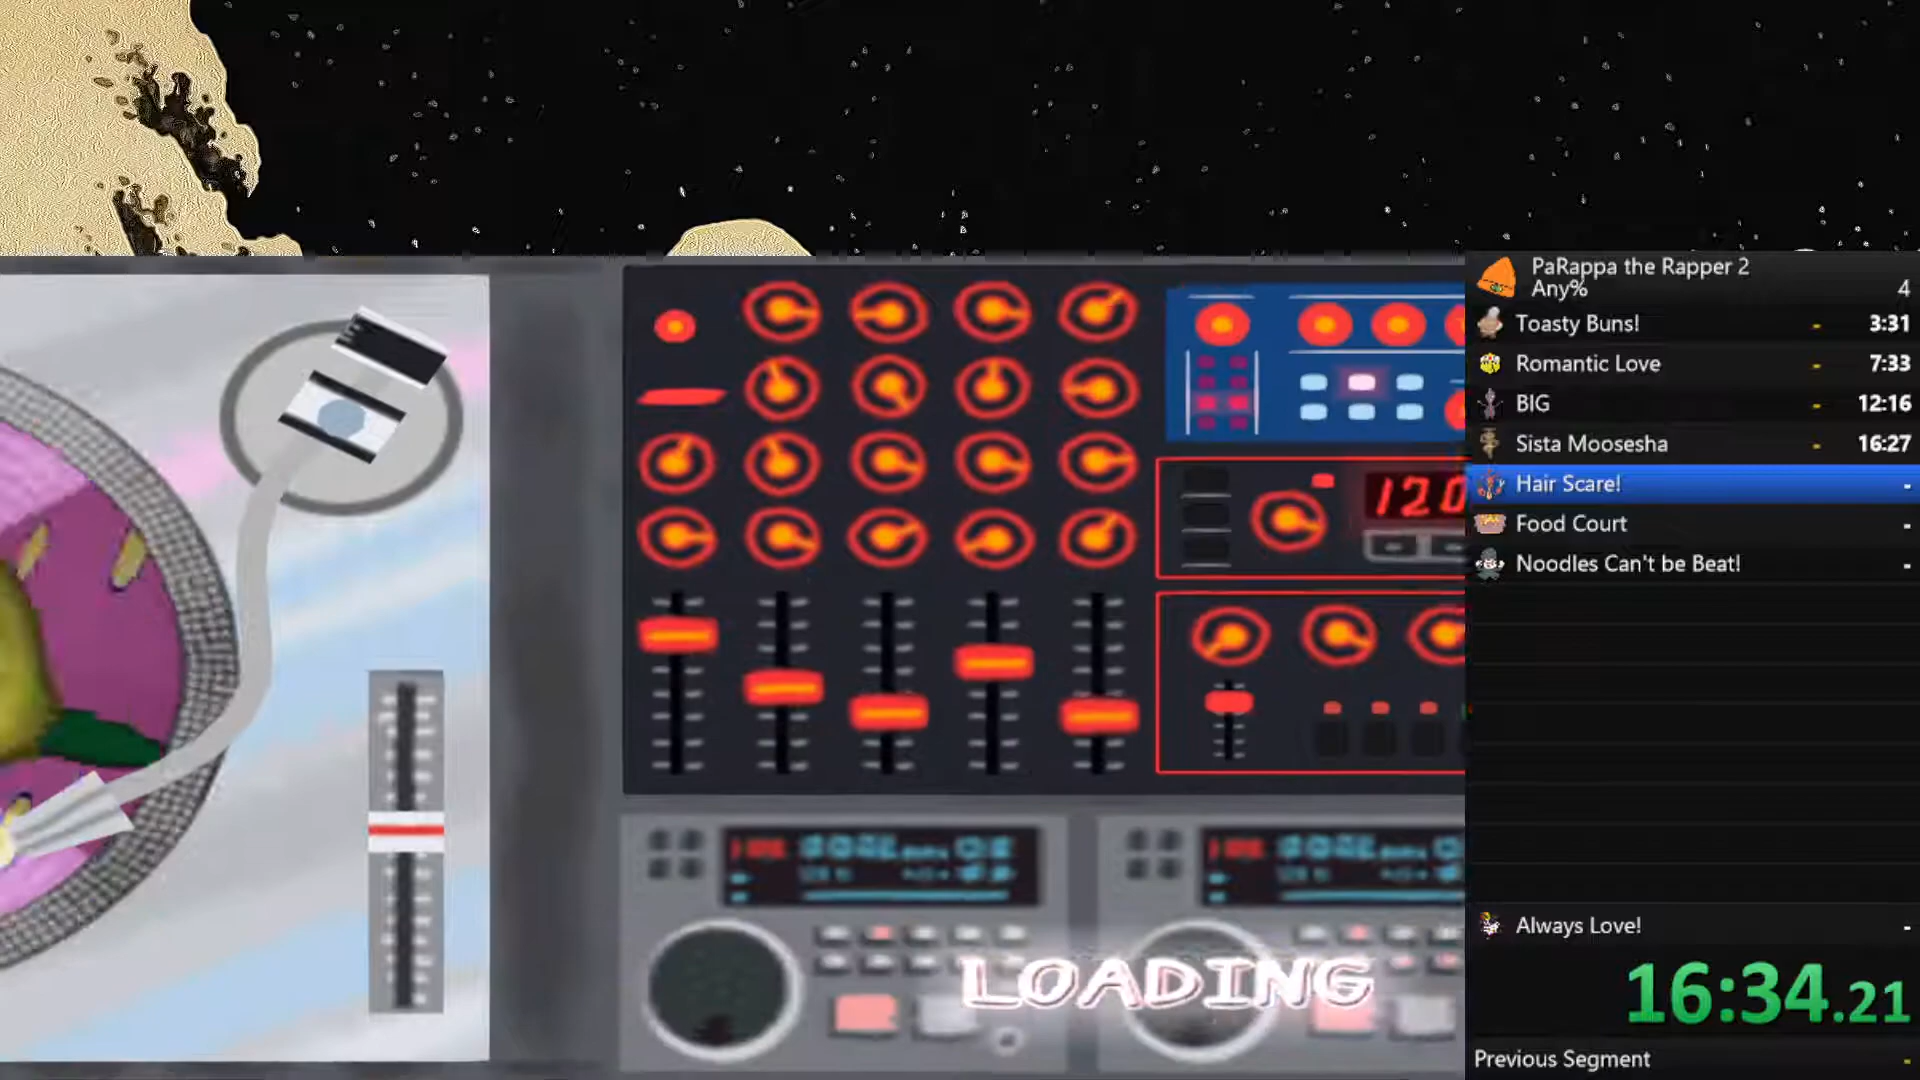 PaRappa the Rapper 2
Any% 4
Toasty Buns! - 3:31
Romantic Love - 7:33
BIG - 12:16
Sista Moosesha - 16:27
Hair Scare! -
Food Court -
Noodles Can't be Beat! -
120
LOADING
Always Love! -
16:34.21
Previous Segment -